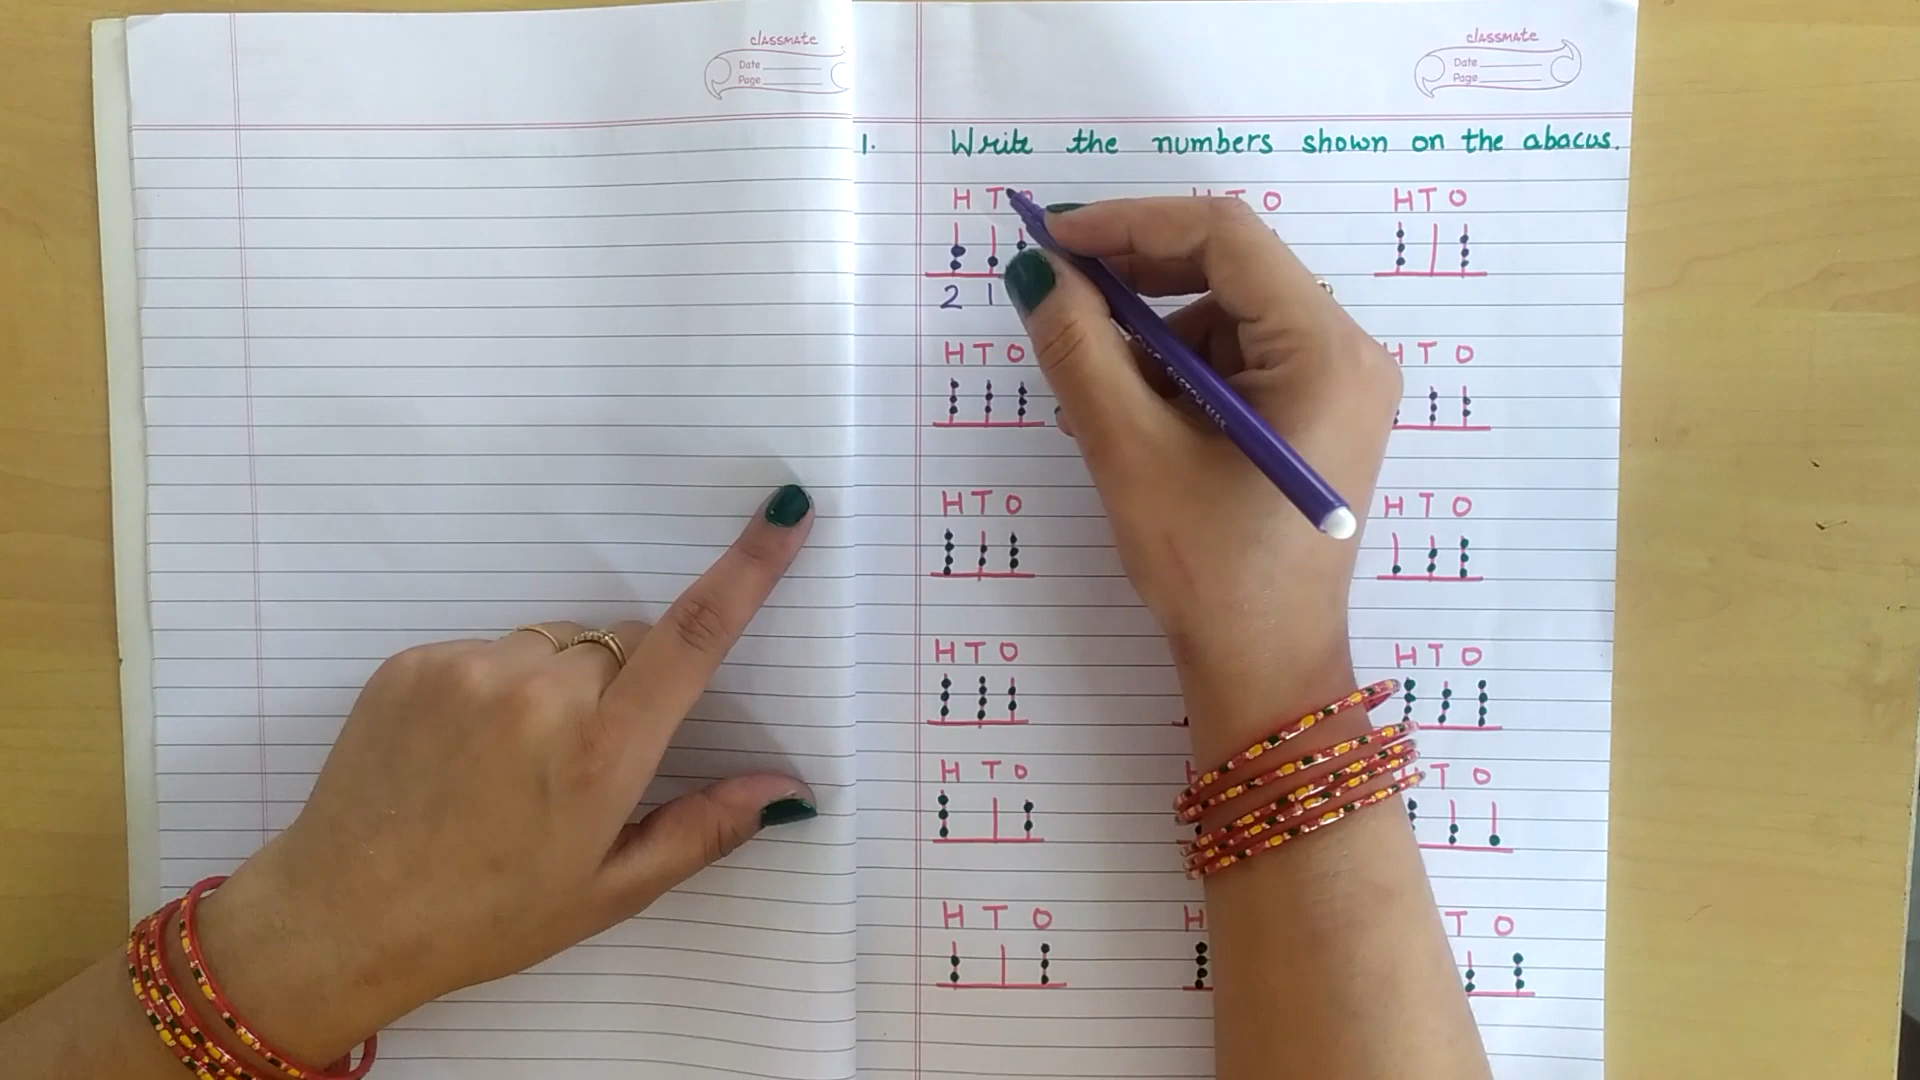 classmate classmate
Date Date
Page Page
1. Write the numbers shown on the abacus.
H T O H T O H T O
2 1
H T O H T O
H T O H T O
H T O H T O
H T O H T O
H T O H T O